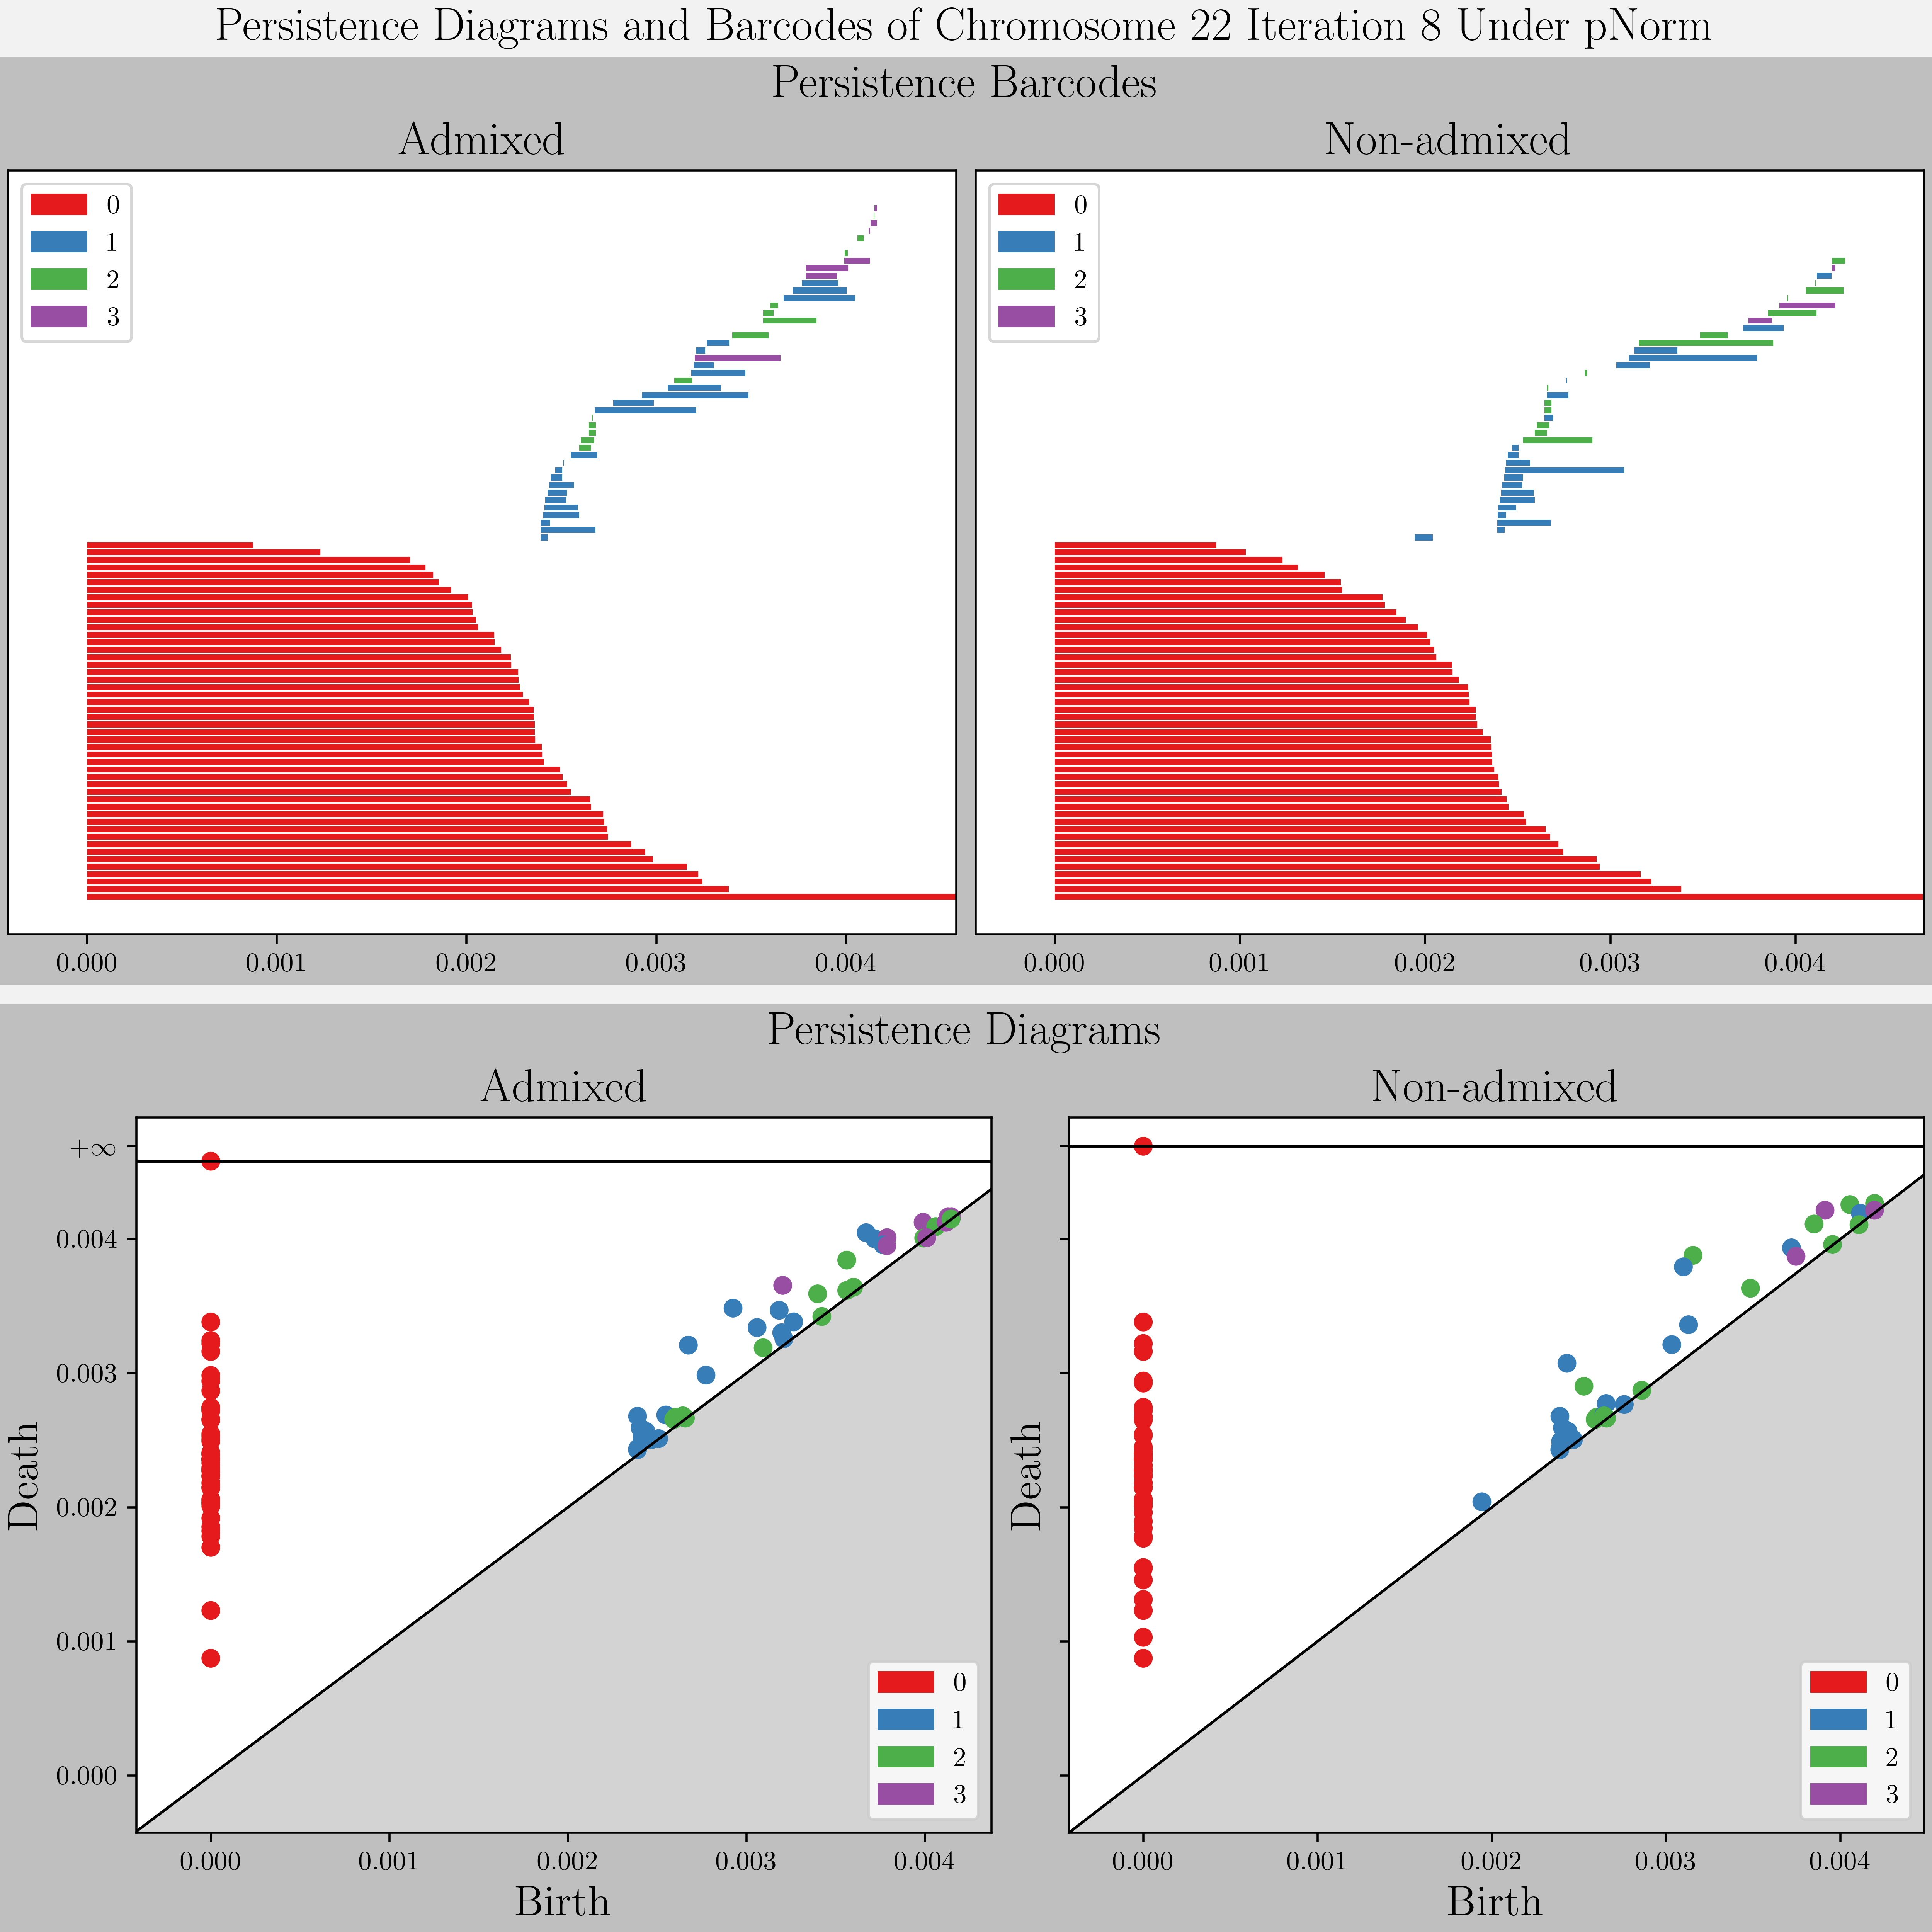 Persistence Diagrams and Barcodes of Chromosome 22 Iteration 8 Under pNorm
Persistence Barcodes
Admixed
Non-admixed
0
1
2
3
0
1
2
3
0.000 0.001 0.002 0.003 0.004
0.000 0.001 0.002 0.003 0.004
Persistence Diagrams
Admixed
Non-admixed
+∞
0.004
0.003
0.002
0.001
0.000
Death
Death
0
1
2
3
0
1
2
3
0.000 0.001 0.002 0.003 0.004
0.000 0.001 0.002 0.003 0.004
Birth
Birth